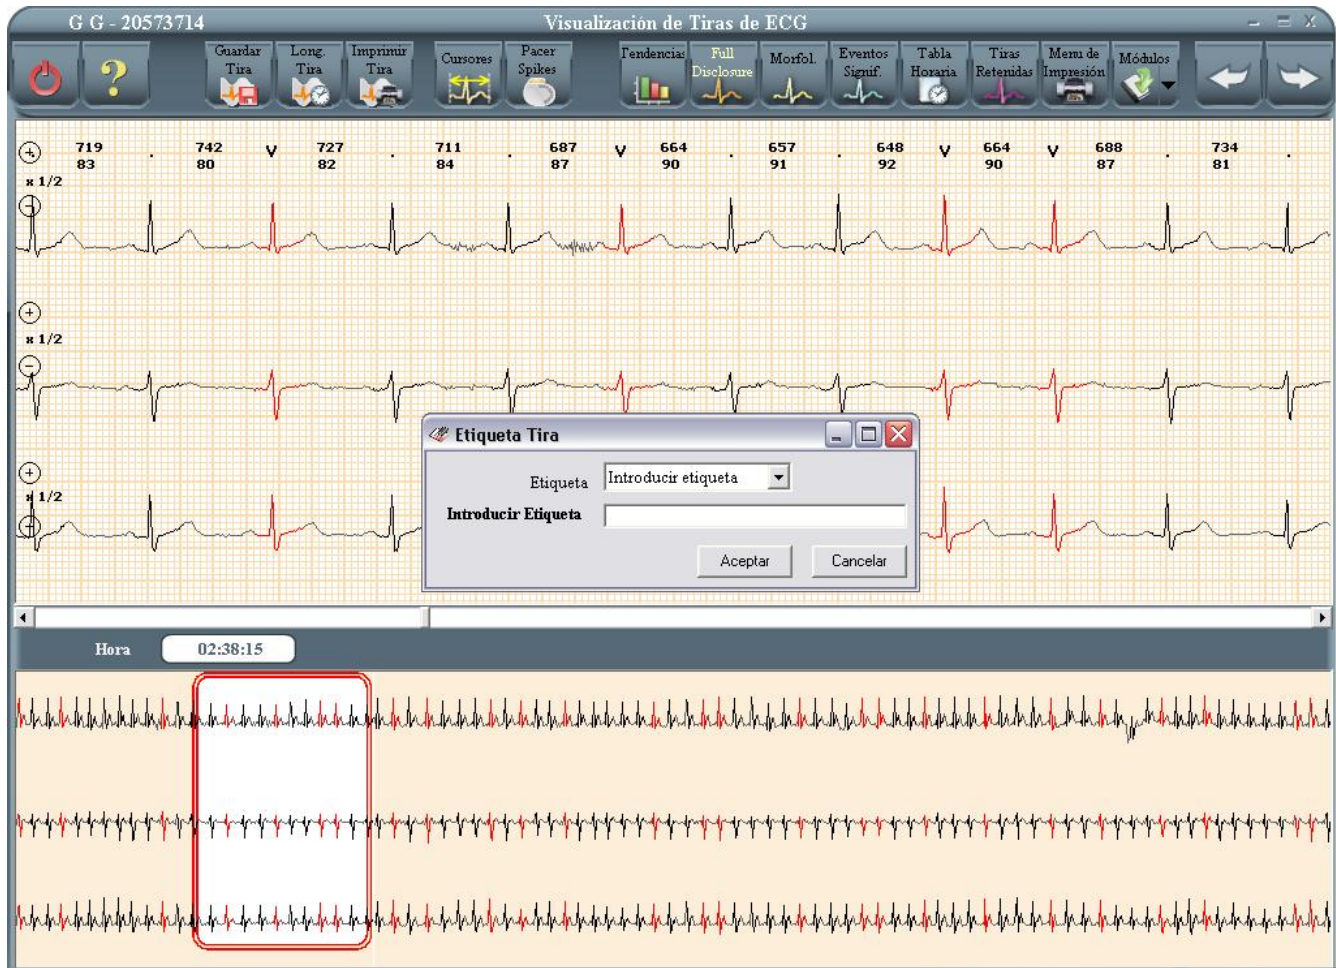 G G - 20573714
Visualización de Tiras de ECG
Guardar
Tira
Long.
Tira
Imprimir
Tira
Cursores
Pacer
Spikes
Tendencias
Full
Disclosure
Morfol.
Eventos
Signif.
Tabla
Horaria
Tiras
Retenidas
Menu de
Impresión
Módulos
719 . 742 V 727 . 711 . 687 V 664 . 657 . 648 V 664 V 688 . 734 .
83 80 82 84 87 90 91 92 90 87 81
x 1/2
x 1/2
x 1/2
Etiqueta Tira
Etiqueta Introducir etiqueta
Introducir Etiqueta
Aceptar Cancelar
Hora 02:38:15